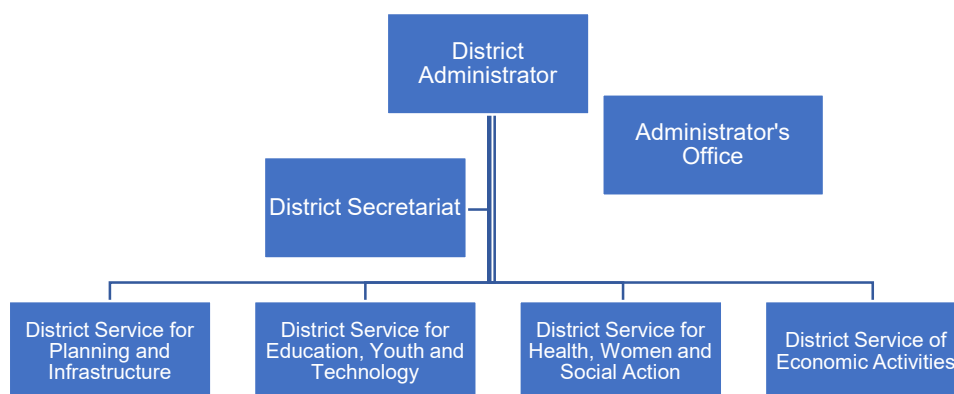 District
Administrator
Administrator's
Office
District Secretariat
District Service for
Planning and
Infrastructure
District Service for
Education, Youth and
Technology
District Service for
Health, Women and
Social Action
District Service of
Economic Activities